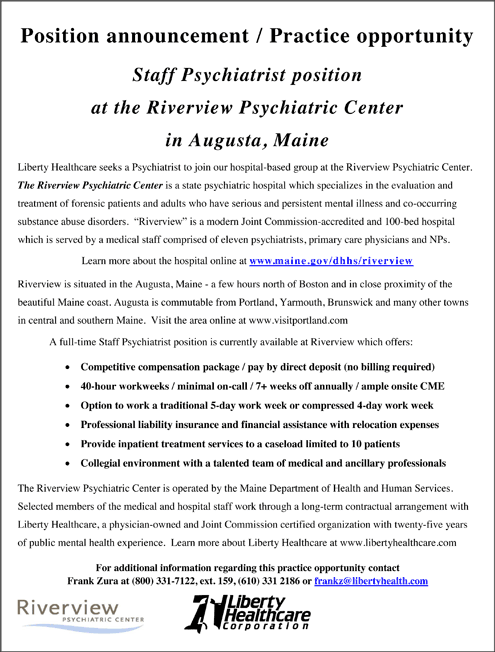 Position announcement / Practice opportunity
Staff Psychiatrist position
at the Riverview Psychiatric Center
in Augusta, Maine
Liberty Healthcare seeks a Psychiatrist to join our hospital-based group at the Riverview Psychiatric Center.
The Riverview Psychiatric Center is a state psychiatric hospital which specializes in the evaluation and
treatment of forensic patients and adults who have serious and persistent mental illness and co-occurring
substance abuse disorders. “Riverview” is a modern Joint Commission-accredited and 100-bed hospital
which is served by a medical staff comprised of eleven psychiatrists, primary care physicians and NPs.
Learn more about the hospital online at www.maine.gov/dhhs/riverview
Riverview is situated in the Augusta, Maine - a few hours north of Boston and in close proximity of the
beautiful Maine coast. Augusta is commutable from Portland, Yarmouth, Brunswick and many other towns
in central and southern Maine. Visit the area online at www.visitportland.com
A full-time Staff Psychiatrist position is currently available at Riverview which offers:
• Competitive compensation package / pay by direct deposit (no billing required)
• 40-hour workweeks / minimal on-call / 7+ weeks off annually / ample onsite CME
• Option to work a traditional 5-day work week or compressed 4-day work week
• Professional liability insurance and financial assistance with relocation expenses
• Provide inpatient treatment services to a caseload limited to 10 patients
• Collegial environment with a talented team of medical and ancillary professionals
The Riverview Psychiatric Center is operated by the Maine Department of Health and Human Services.
Selected members of the medical and hospital staff work through a long-term contractual arrangement with
Liberty Healthcare, a physician-owned and Joint Commission certified organization with twenty-five years
of public mental health experience. Learn more about Liberty Healthcare at www.libertyhealthcare.com
For additional information regarding this practice opportunity contact
Frank Zura at (800) 331-7122, ext. 159, (610) 331 2186 or frankz@libertyhealth.com
Riverview
PSYCHIATRIC CENTER
Liberty
Healthcare
Corporation